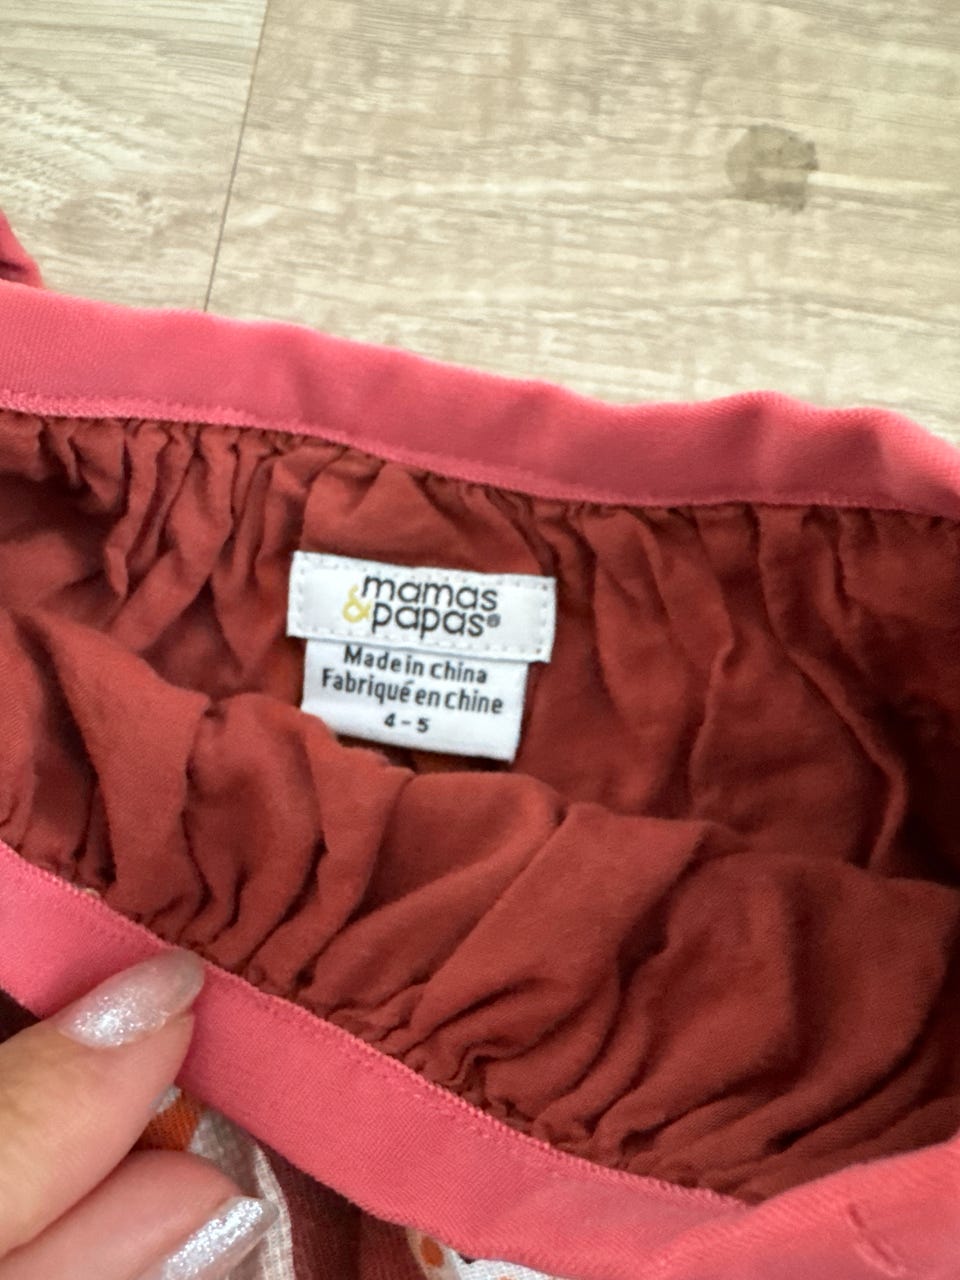 mamas
&papas®
Made in China
Fabriqué en chine
4-5